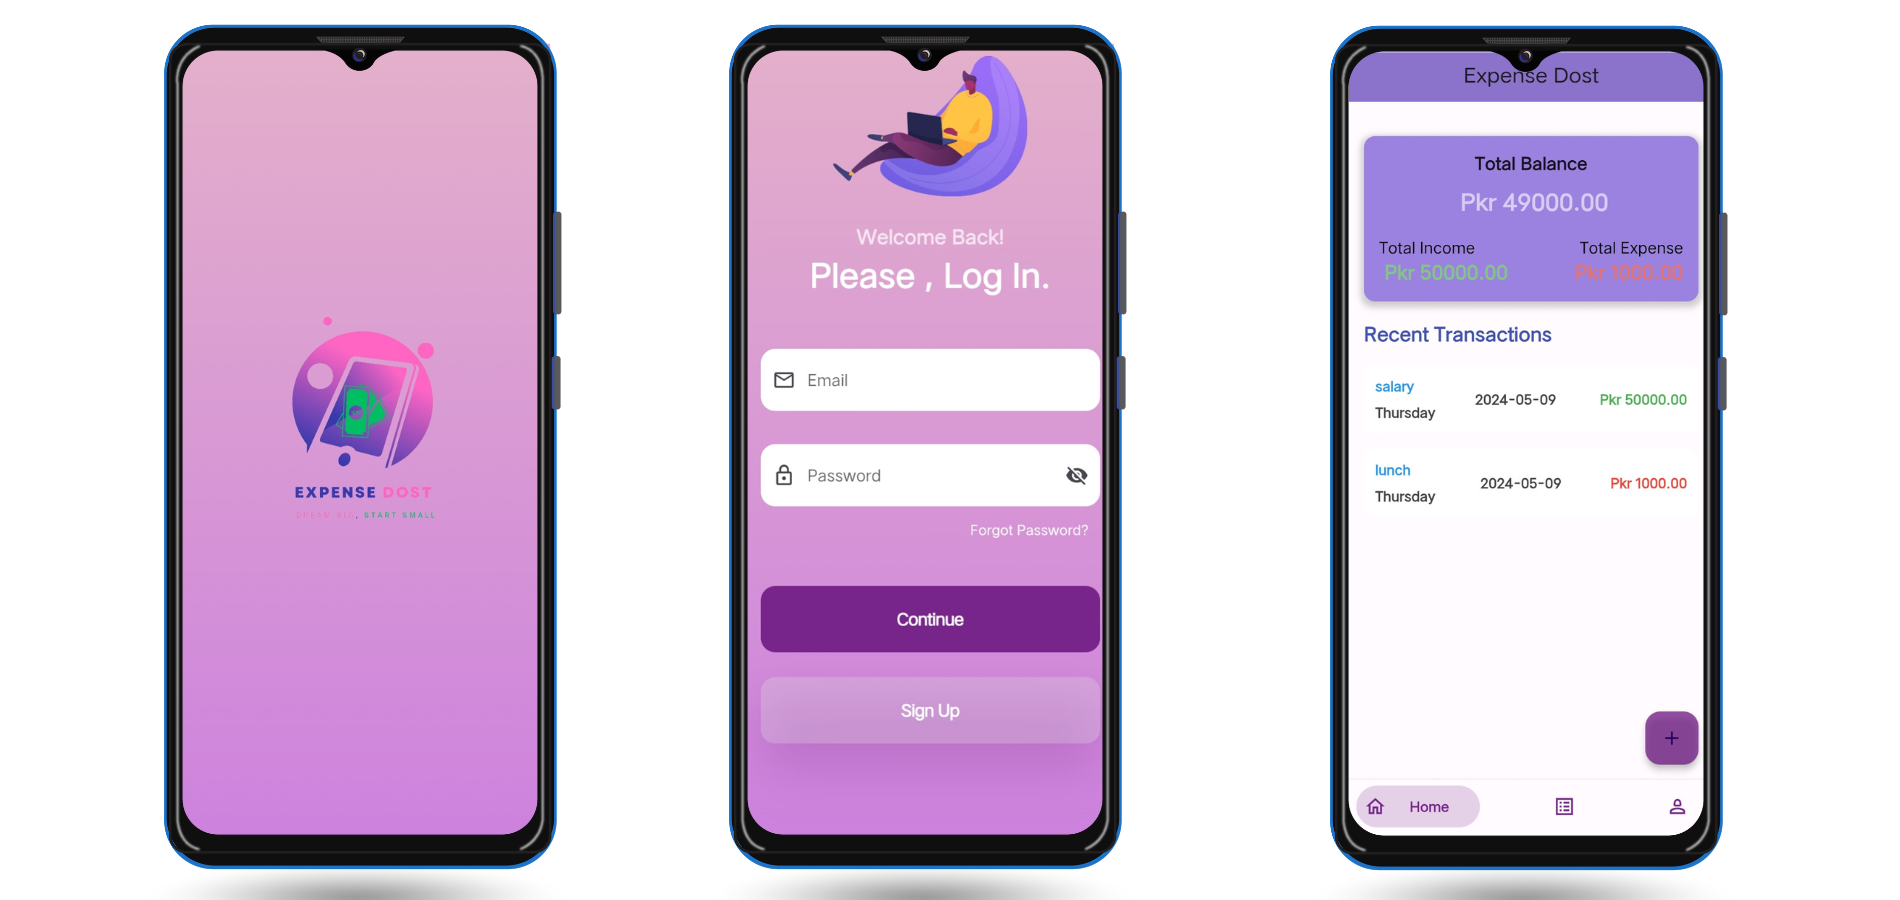 EXPENSE DOST
DREAM BIG, START SMALL
Welcome Back!
Please , Log In.
Email
Password
Forgot Password?
Continue
Sign Up
Expense Dost
Total Balance
Pkr 49000.00
Total Income Total Expense
Pkr 50000.00 Pkr 1000.00
Recent Transactions
salary
2024-05-09 Pkr 50000.00
Thursday
lunch
2024-05-09 Pkr 1000.00
Thursday
Home